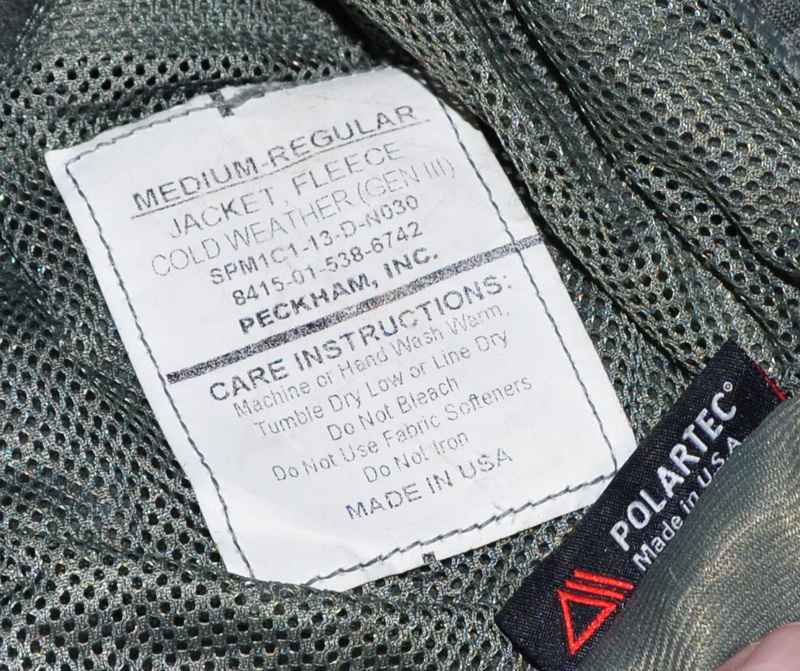 MEDIUM-REGULAR
JACKET, FLEECE
COLD WEATHER (GEN III)
SPM1C1-13-D-N030
8415-01-538-6742
PECKHAM, INC.
CARE INSTRUCTIONS:
Machine or Hand Wash Warm,
Tumble Dry Low or Line Dry
Do Not Bleach
Do Not Use Fabric Softeners
Do Not Iron
MADE IN USA
POLARTEC®
Made in U.S.A